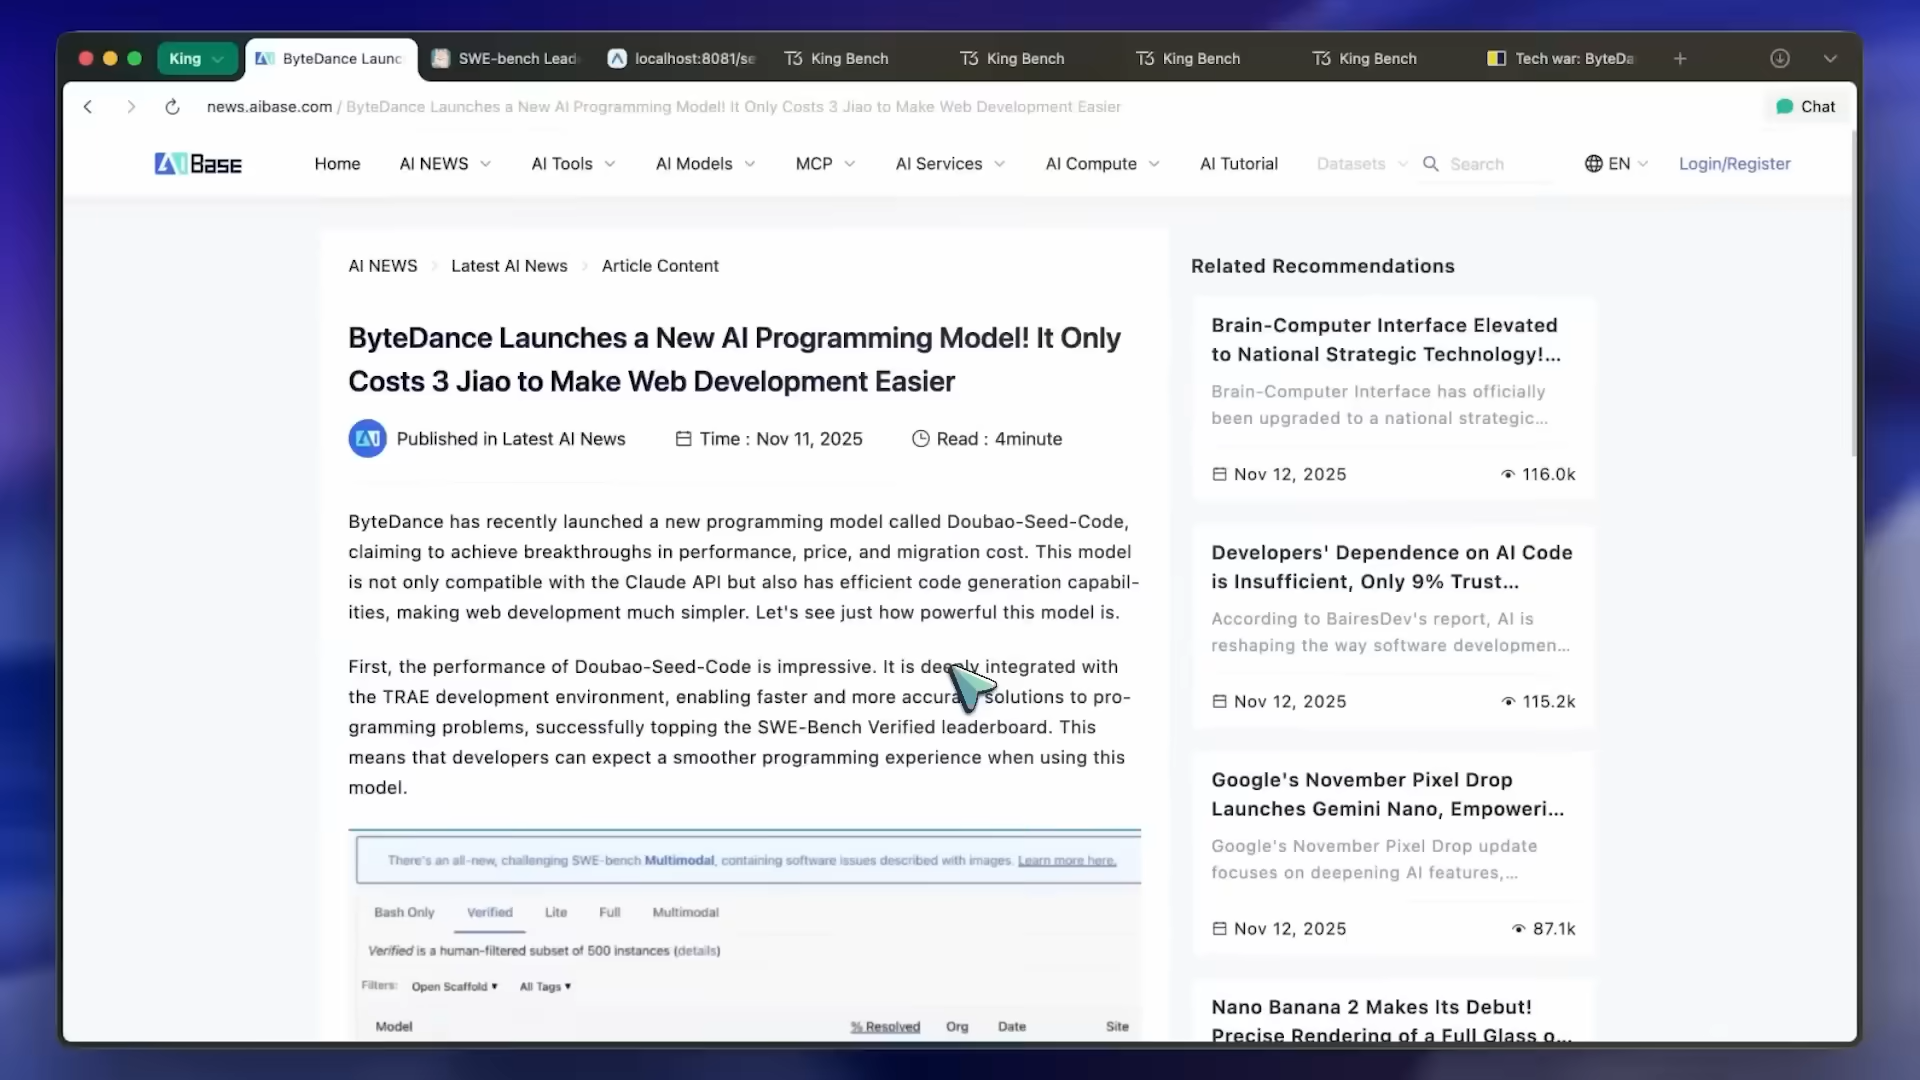 King
ByteDance Launc
SWE-bench Lead
localhost:8081/se
King Bench
King Bench
King Bench
King Bench
Tech war: ByteDa
news.aibase.com / ByteDance Launches a New AI Programming Model! It Only Costs 3 Jiao to Make Web Development Easier
Chat
AIBase
Home
AI NEWS
AI Tools
AI Models
MCP
AI Services
AI Compute
AI Tutorial
Datasets
Search
EN
Login/Register
AI NEWS
Latest AI News
Article Content
ByteDance Launches a New AI Programming Model! It Only
Costs 3 Jiao to Make Web Development Easier
Published in Latest AI News
Time : Nov 11, 2025
Read : 4minute
ByteDance has recently launched a new programming model called Doubao-Seed-Code,
claiming to achieve breakthroughs in performance, price, and migration cost. This model
is not only compatible with the Claude API but also has efficient code generation capabil-
ities, making web development much simpler. Let's see just how powerful this model is.
First, the performance of Doubao-Seed-Code is impressive. It is deeply integrated with
the TRAE development environment, enabling faster and more accurate solutions to pro-
gramming problems, successfully topping the SWE-Bench Verified leaderboard. This
means that developers can expect a smoother programming experience when using this
model.
There's an all-new, challenging SWE-bench Multimodal, containing software issues described with images. Learn more here.
Bash Only
Verified
Lite
Full
Multimodal
Verified is a human-filtered subset of 500 instances (details)
Filters:
Open Scaffold ▾
All Tags ▾
Model
% Resolved
Org
Date
Site
Related Recommendations
Brain-Computer Interface Elevated
to National Strategic Technology!...
Brain-Computer Interface has officially
been upgraded to a national strategic...
Nov 12, 2025
116.0k
Developers' Dependence on AI Code
is Insufficient, Only 9% Trust...
According to BairesDev's report, AI is
reshaping the way software developmen...
Nov 12, 2025
115.2k
Google's November Pixel Drop
Launches Gemini Nano, Empoweri...
Google's November Pixel Drop update
focuses on deepening AI features,...
Nov 12, 2025
87.1k
Nano Banana 2 Makes Its Debut!
Precise Rendering of a Full Glass o...